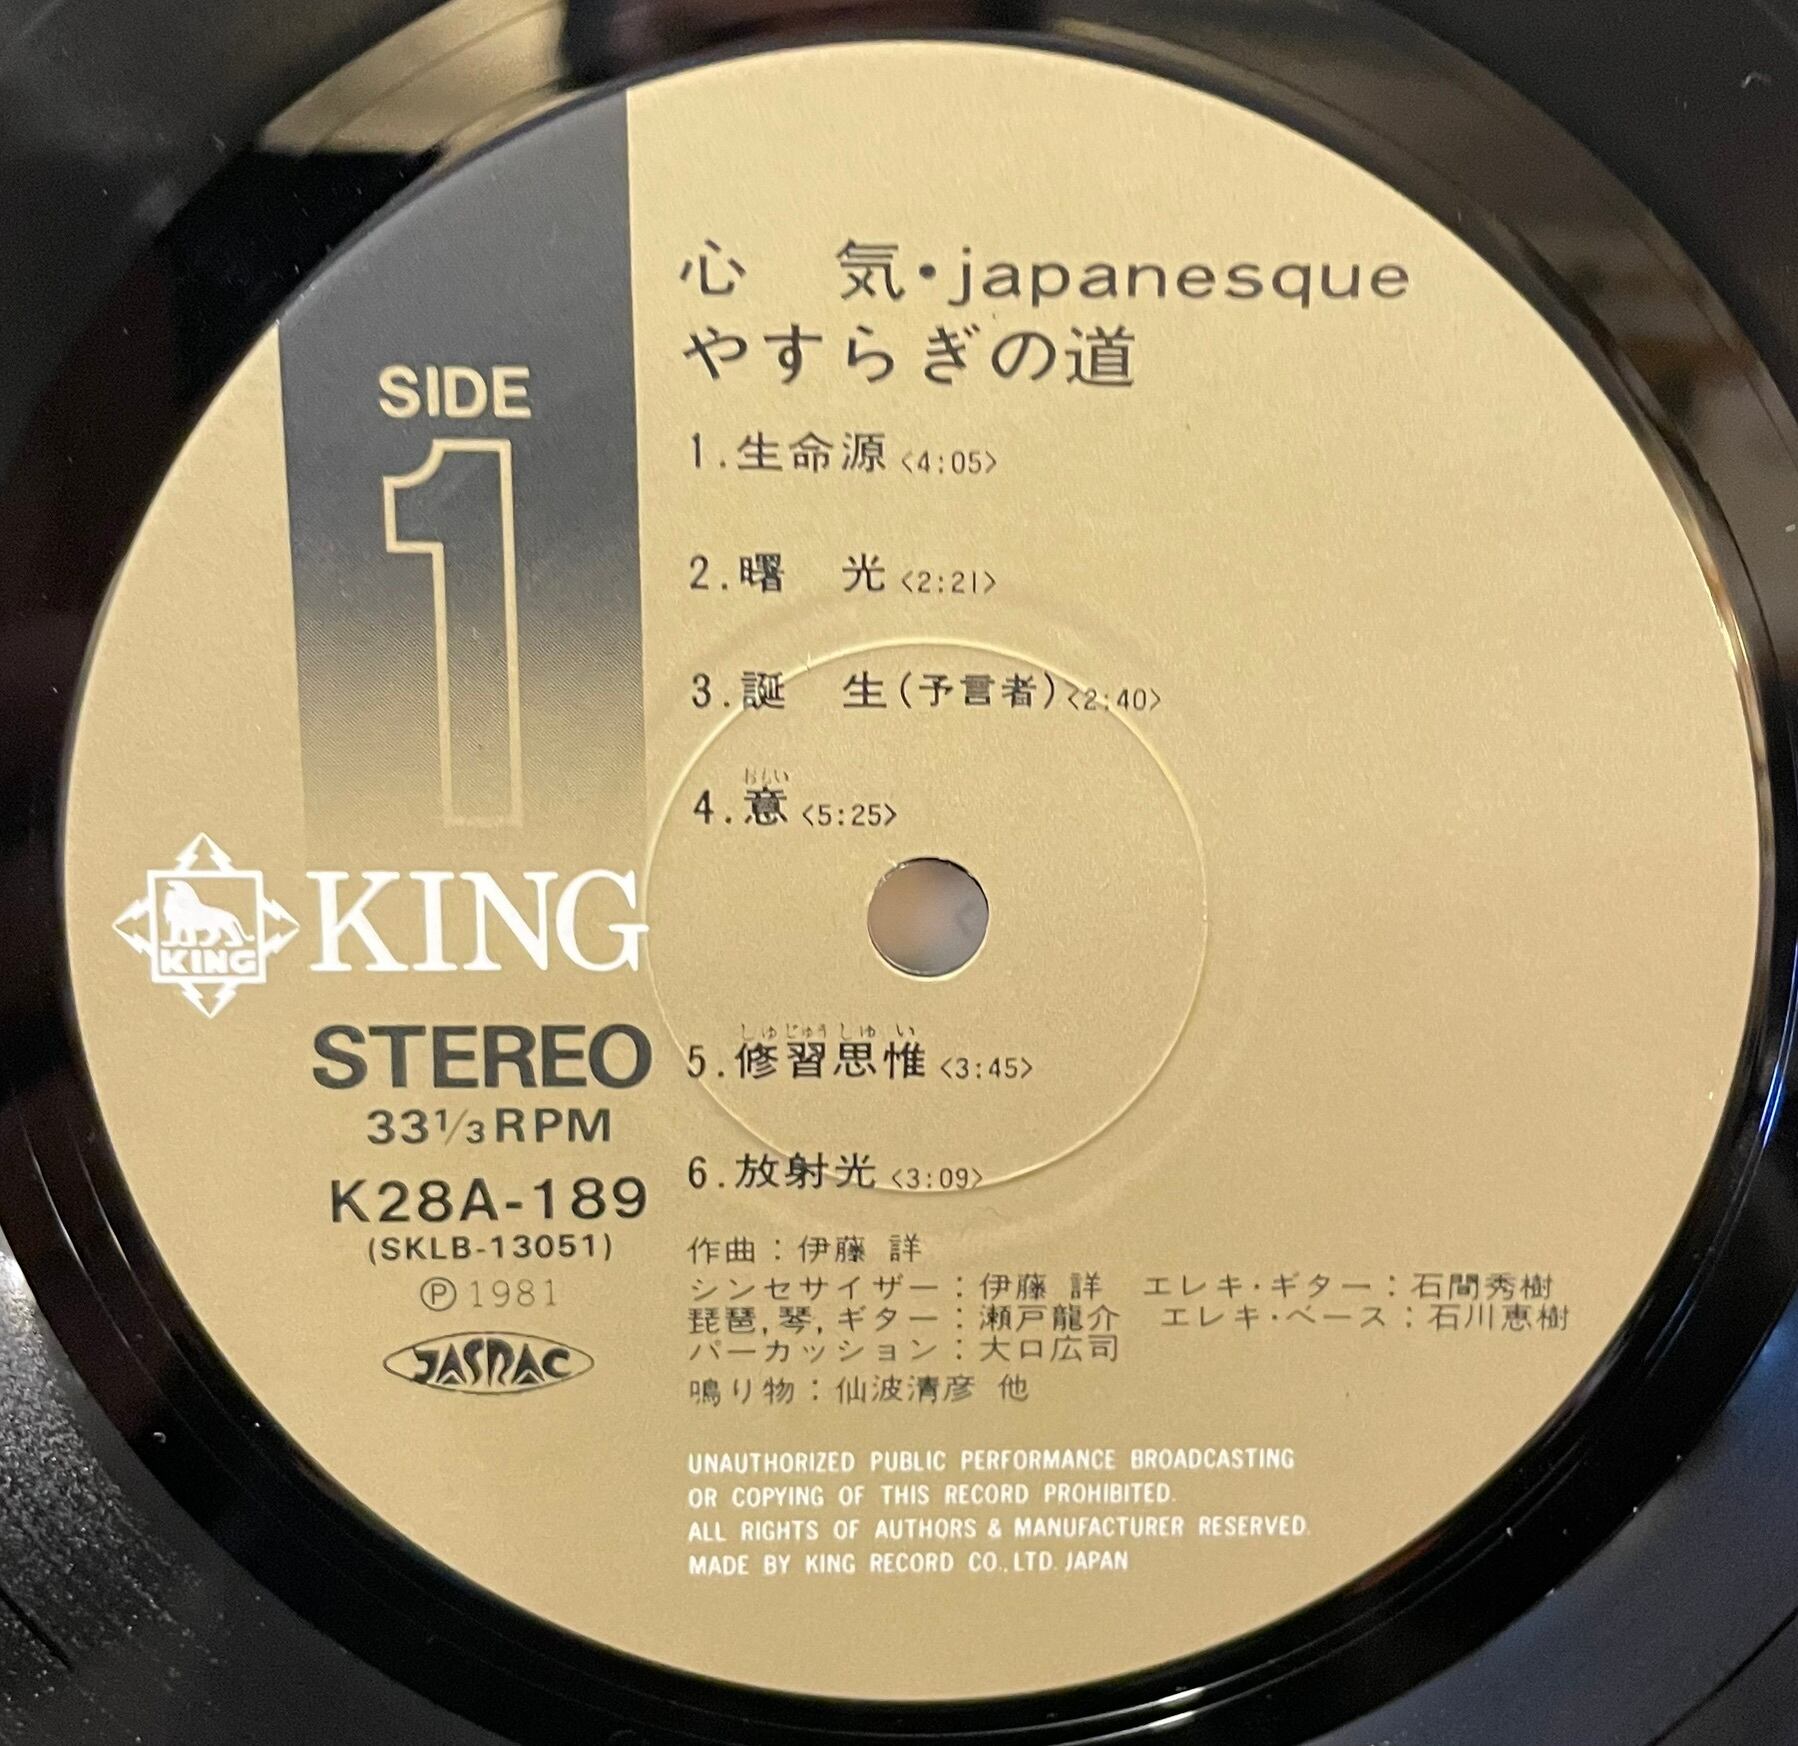 心 気・japanesque
やすらぎの道
SIDE
1
1.生命源〈4:05〉
2.曙 光〈2:21〉
3.誕 生(予言者)〈2:40〉
おもい
4.意〈5:25〉
KING
KING
しゅじゅうしゅい
5.修習思惟〈3:45〉
6.放射光〈3:09〉
STEREO
33 1/3 RPM
K28A-189
(SKLB-13051)
Ⓟ1981
JASRAC
作曲：伊藤 詳
シンセサイザー：伊藤 詳 エレキ・ギター：石間秀樹
琵琶,琴,ギター：瀬戸龍介 エレキ・ベース：石川恵樹
パーカッション：大口広司
鳴り物：仙波清彦 他
UNAUTHORIZED PUBLIC PERFORMANCE BROADCASTING
OR COPYING OF THIS RECORD PROHIBITED.
ALL RIGHTS OF AUTHORS & MANUFACTURER RESERVED.
MADE BY KING RECORD CO.,LTD. JAPAN